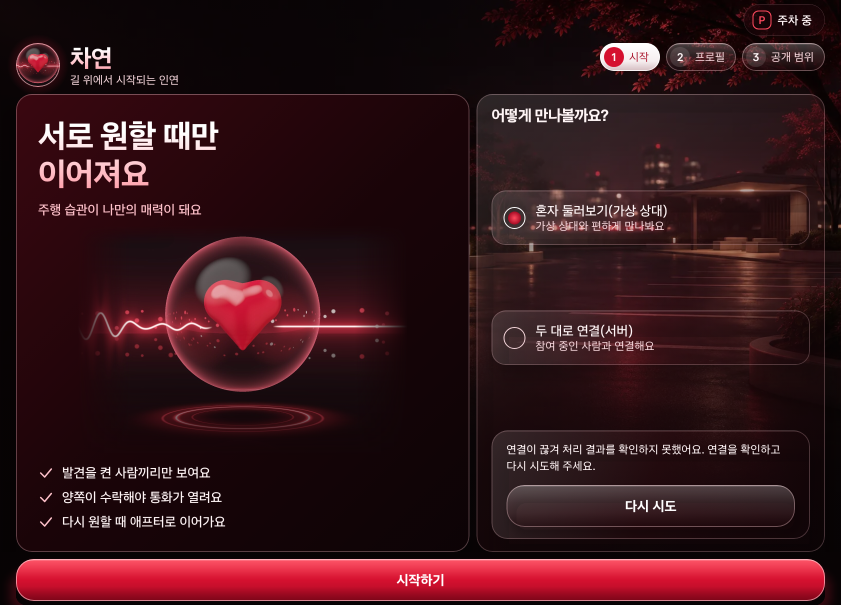 P 주차 중
차연
길 위에서 시작되는 인연
1 시작
2 프로필
3 공개 범위
서로 원할 때만
이어져요
주행 습관이 나만의 매력이 돼요
발견을 켠 사람끼리만 보여요
양쪽이 수락해야 통화가 열려요
다시 원할 때 애프터로 이어가요
어떻게 만나볼까요?
혼자 둘러보기(가상 상대)
가상 상대와 편하게 만나봐요
두 대로 연결(서버)
참여 중인 사람과 연결해요
연결이 끊겨 처리 결과를 확인하지 못했어요. 연결을 확인하고
다시 시도해 주세요.
다시 시도
시작하기